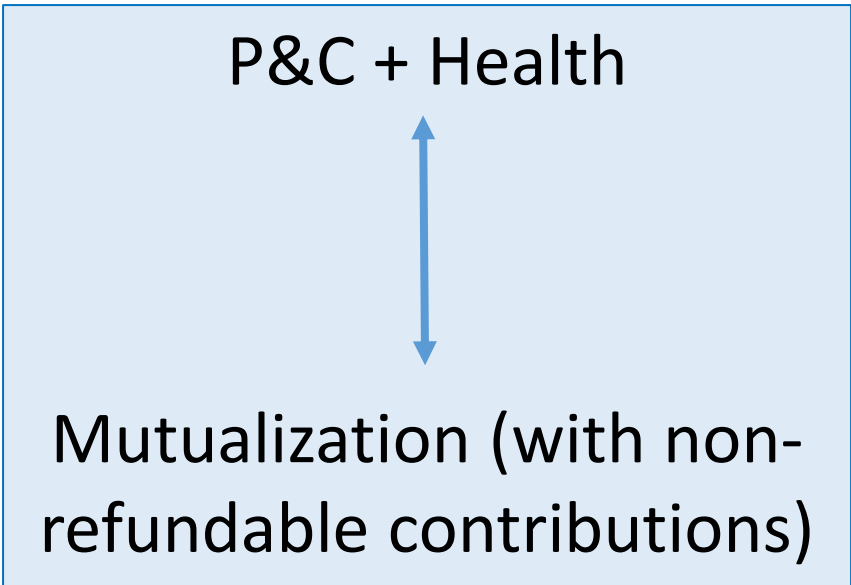 P&C + Health
Mutualization (with non-
refundable contributions)